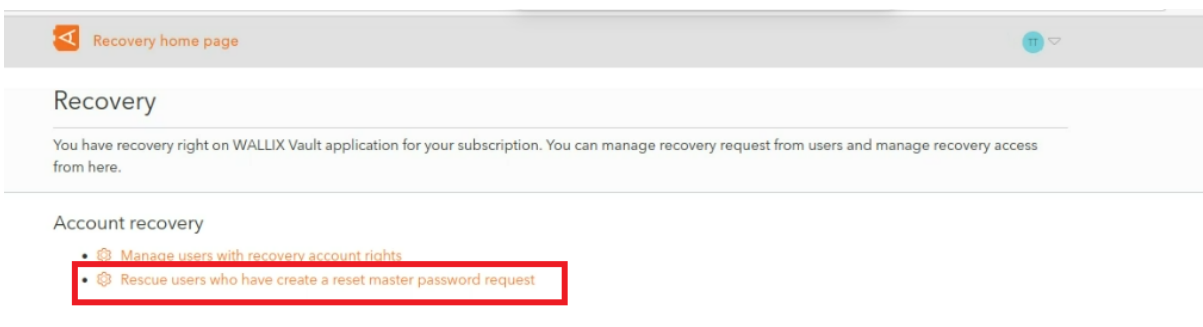 Recovery home page
TT
Recovery
You have recovery right on WALLIX Vault application for your subscription. You can manage recovery request from users and manage recovery access
from here.
Account recovery
Manage users with recovery account rights
Rescue users who have create a reset master password request